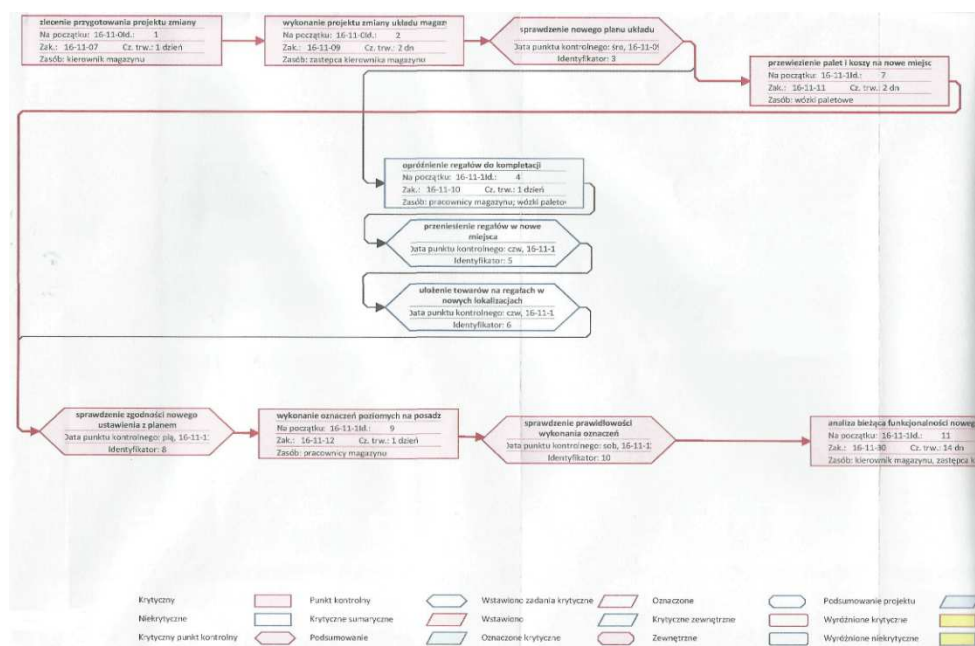 zlecenie przygotowania projektu zmiany
Na początku: 16-11-0Id.: 1
Zak.: 16-11-07 Cz. trw.: 1 dzień
Zasób: kierownik magazynu
wykonanie projektu zmiany układu magazn
Na początku: 16-11-0Id.: 2
Zak.: 16-11-09 Cz. trw.: 2 dn
Zasób: zastępca kierownika magazynu
sprawdzenie nowego planu układu
Data punktu kontrolnego: śro, 16-11-09
Identyfikator: 3
przewiezienie palet i koszy na nowe miejsc
Na początku: 16-11-1Id.: 7
Zak.: 16-11-11 Cz. trw.: 2 dn
Zasób: wózki paletowe
opróżnienie regałów do kompletacji
Na początku: 16-11-1Id.: 4
Zak.: 16-11-10 Cz. trw.: 1 dzień
Zasób: pracownicy magazynu; wózki paleto
przeniesienie regałów w nowe
miejsca
Data punktu kontrolnego: czw, 16-11-1
Identyfikator: 5
ułożenie towarów na regałach w
nowych lokalizacjach
Data punktu kontrolnego: czw, 16-11-1
Identyfikator: 6
sprawdzenie zgodności nowego
ustawienia z planem
Data punktu kontrolnego: pią, 16-11-1
Identyfikator: 8
wykonanie oznaczeń poziomych na posadz
Na początku: 16-11-1Id.: 9
Zak.: 16-11-12 Cz. trw.: 1 dzień
Zasób: pracownicy magazynu
sprawdzenie prawidłowości
wykonania oznaczeń
Data punktu kontrolnego: sob, 16-11-1
Identyfikator: 10
analiza bieżąca funkcjonalności noweg
Na początku: 16-11-1Id.: 11
Zak.: 16-11-30 Cz. trw.: 14 dn
Zasób: kierownik magazynu, zastępca k
Krytyczny Punkt kontrolny Wstawiono zadania krytyczne Oznaczone Podsumowanie projektu
Niekrytyczne Krytyczne sumaryczne Wstawiono Krytyczne zewnętrzne Wyróżnione krytyczne
Krytyczny punkt kontrolny Podsumowanie Oznaczone krytyczne Zewnętrzne Wyróżnione niekrytyczne